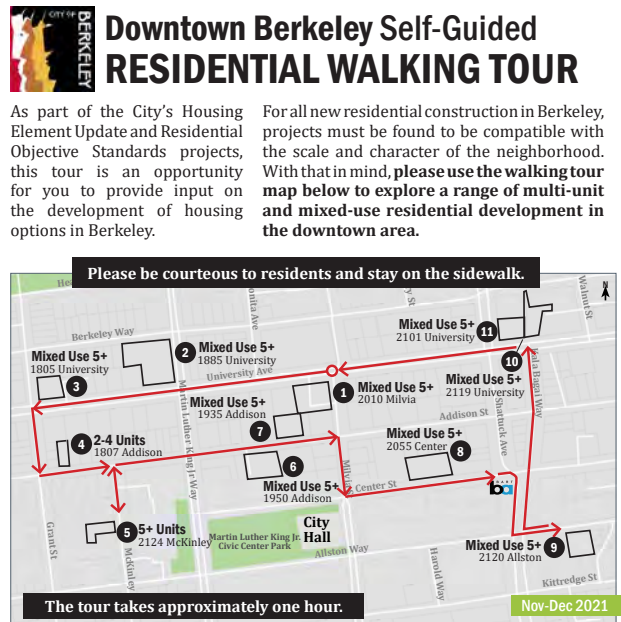 CITY OF
BERKELEY
Downtown Berkeley Self-Guided
RESIDENTIAL WALKING TOUR
As part of the City's Housing
Element Update and Residential
Objective Standards projects,
this tour is an opportunity
for you to provide input on
the development of housing
options in Berkeley.
For all new residential construction in Berkeley,
projects must be found to be compatible with
the scale and character of the neighborhood.
With that in mind, please use the walking tour
map below to explore a range of multi-unit
and mixed-use residential development in
the downtown area.
Please be courteous to residents and stay on the sidewalk.
N
Walnut St
Berkeley Way
2
Mixed Use 5+
1885 University
Mixed Use 5+
1805 University
3
University Ave
Mixed Use 5+
2101 University
11
10
Mixed Use 5+
2119 University
1
Mixed Use 5+
2010 Milvia
Mixed Use 5+
1935 Addison
7
Addison St
Shattuck Ave
Martin Luther King Jr Way
4
2-4 Units
1807 Addison
Mixed Use 5+
2055 Center
8
6
Mixed Use 5+
1950 Addison
Center St
BART
ba
5
5+ Units
2124 McKinley
Grant St
McKinley
Martin Luther King Jr.
Civic Center Park
City
Hall
Allston Way
Harold Way
Mixed Use 5+
2120 Allston
9
Kittredge St
The tour takes approximately one hour.
Nov-Dec 2021